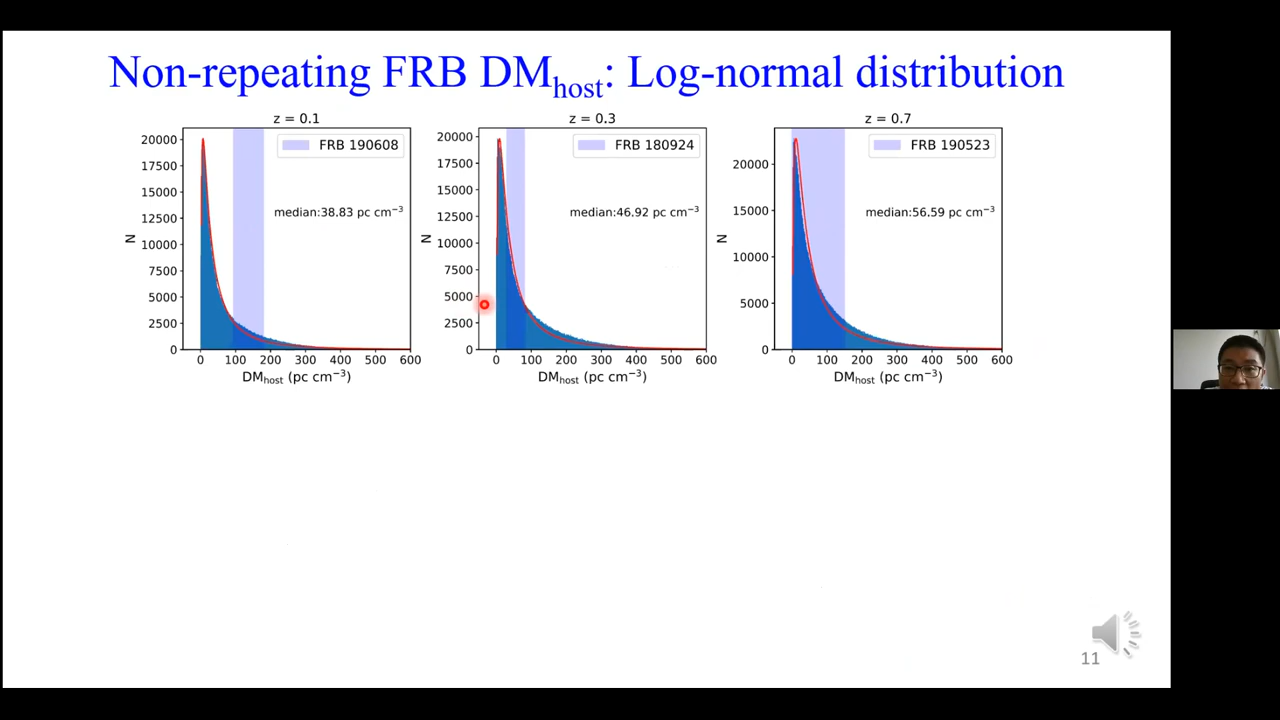 Non-repeating FRB DMhost: Log-normal distribution
z = 0.1
z = 0.3
z = 0.7
20000
17500
15000
12500
10000
7500
5000
2500
0
N
FRB 190608
median:38.83 pc cm⁻³
0 100 200 300 400 500 600
DMhost (pc cm⁻³)
20000
17500
15000
12500
10000
7500
5000
2500
0
N
FRB 180924
median:46.92 pc cm⁻³
0 100 200 300 400 500 600
DMhost (pc cm⁻³)
20000
15000
10000
5000
0
N
FRB 190523
median:56.59 pc cm⁻³
0 100 200 300 400 500 600
DMhost (pc cm⁻³)
11